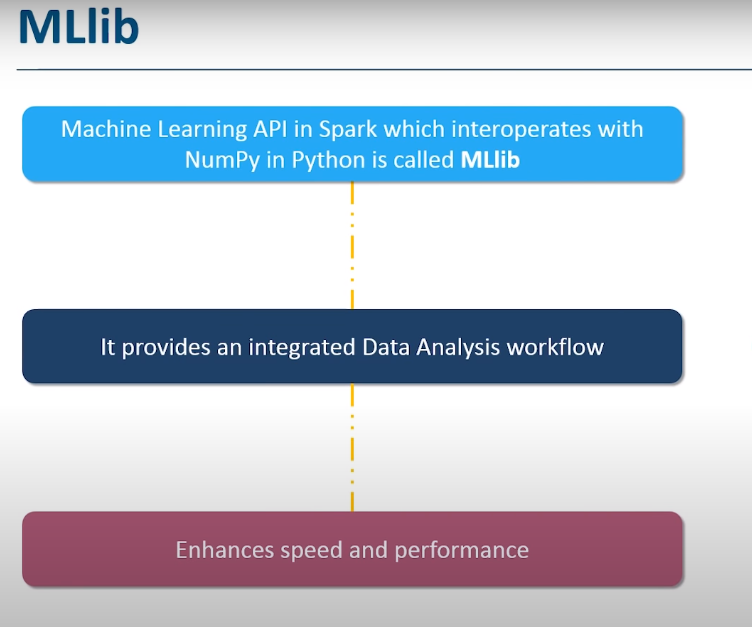 MLlib
Machine Learning API in Spark which interoperates with
NumPy in Python is called MLlib
It provides an integrated Data Analysis workflow
Enhances speed and performance